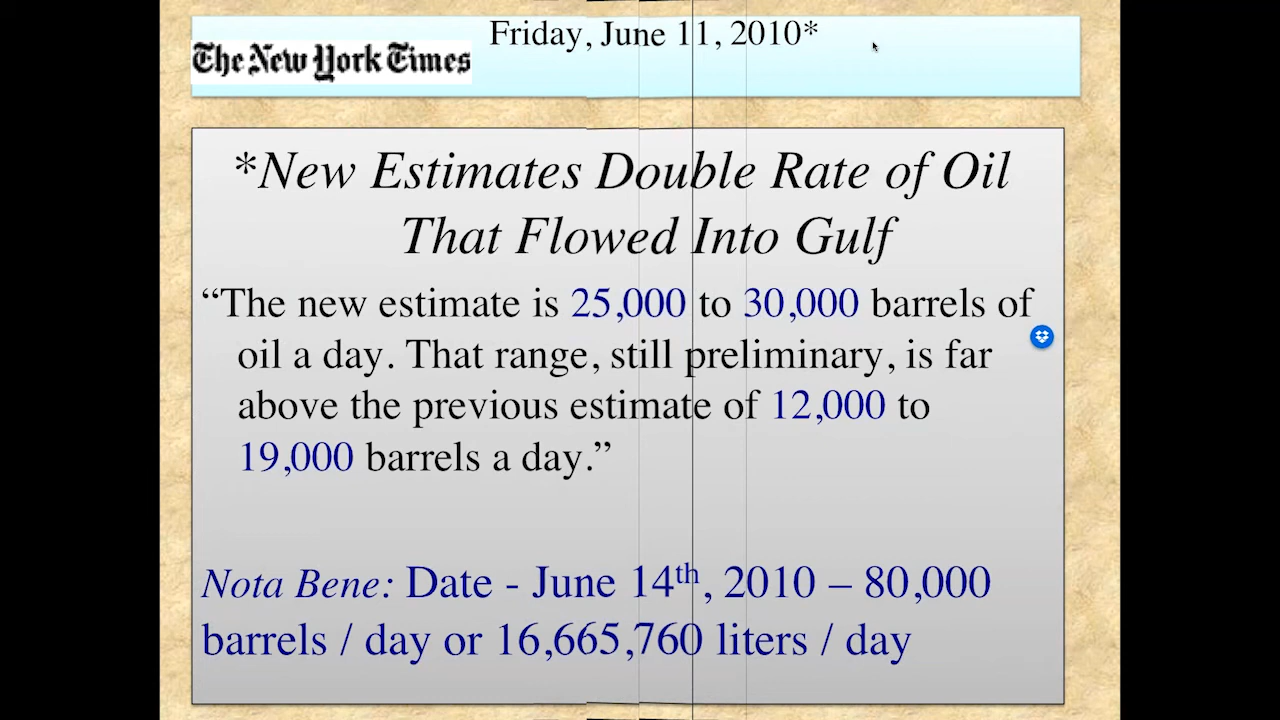 Friday, June 11, 2010*
The New York Times
*New Estimates Double Rate of Oil
That Flowed Into Gulf
“The new estimate is 25,000 to 30,000 barrels of
oil a day. That range, still preliminary, is far
above the previous estimate of 12,000 to
19,000 barrels a day.”
Nota Bene: Date - June 14th, 2010 – 80,000
barrels / day or 16,665,760 liters / day